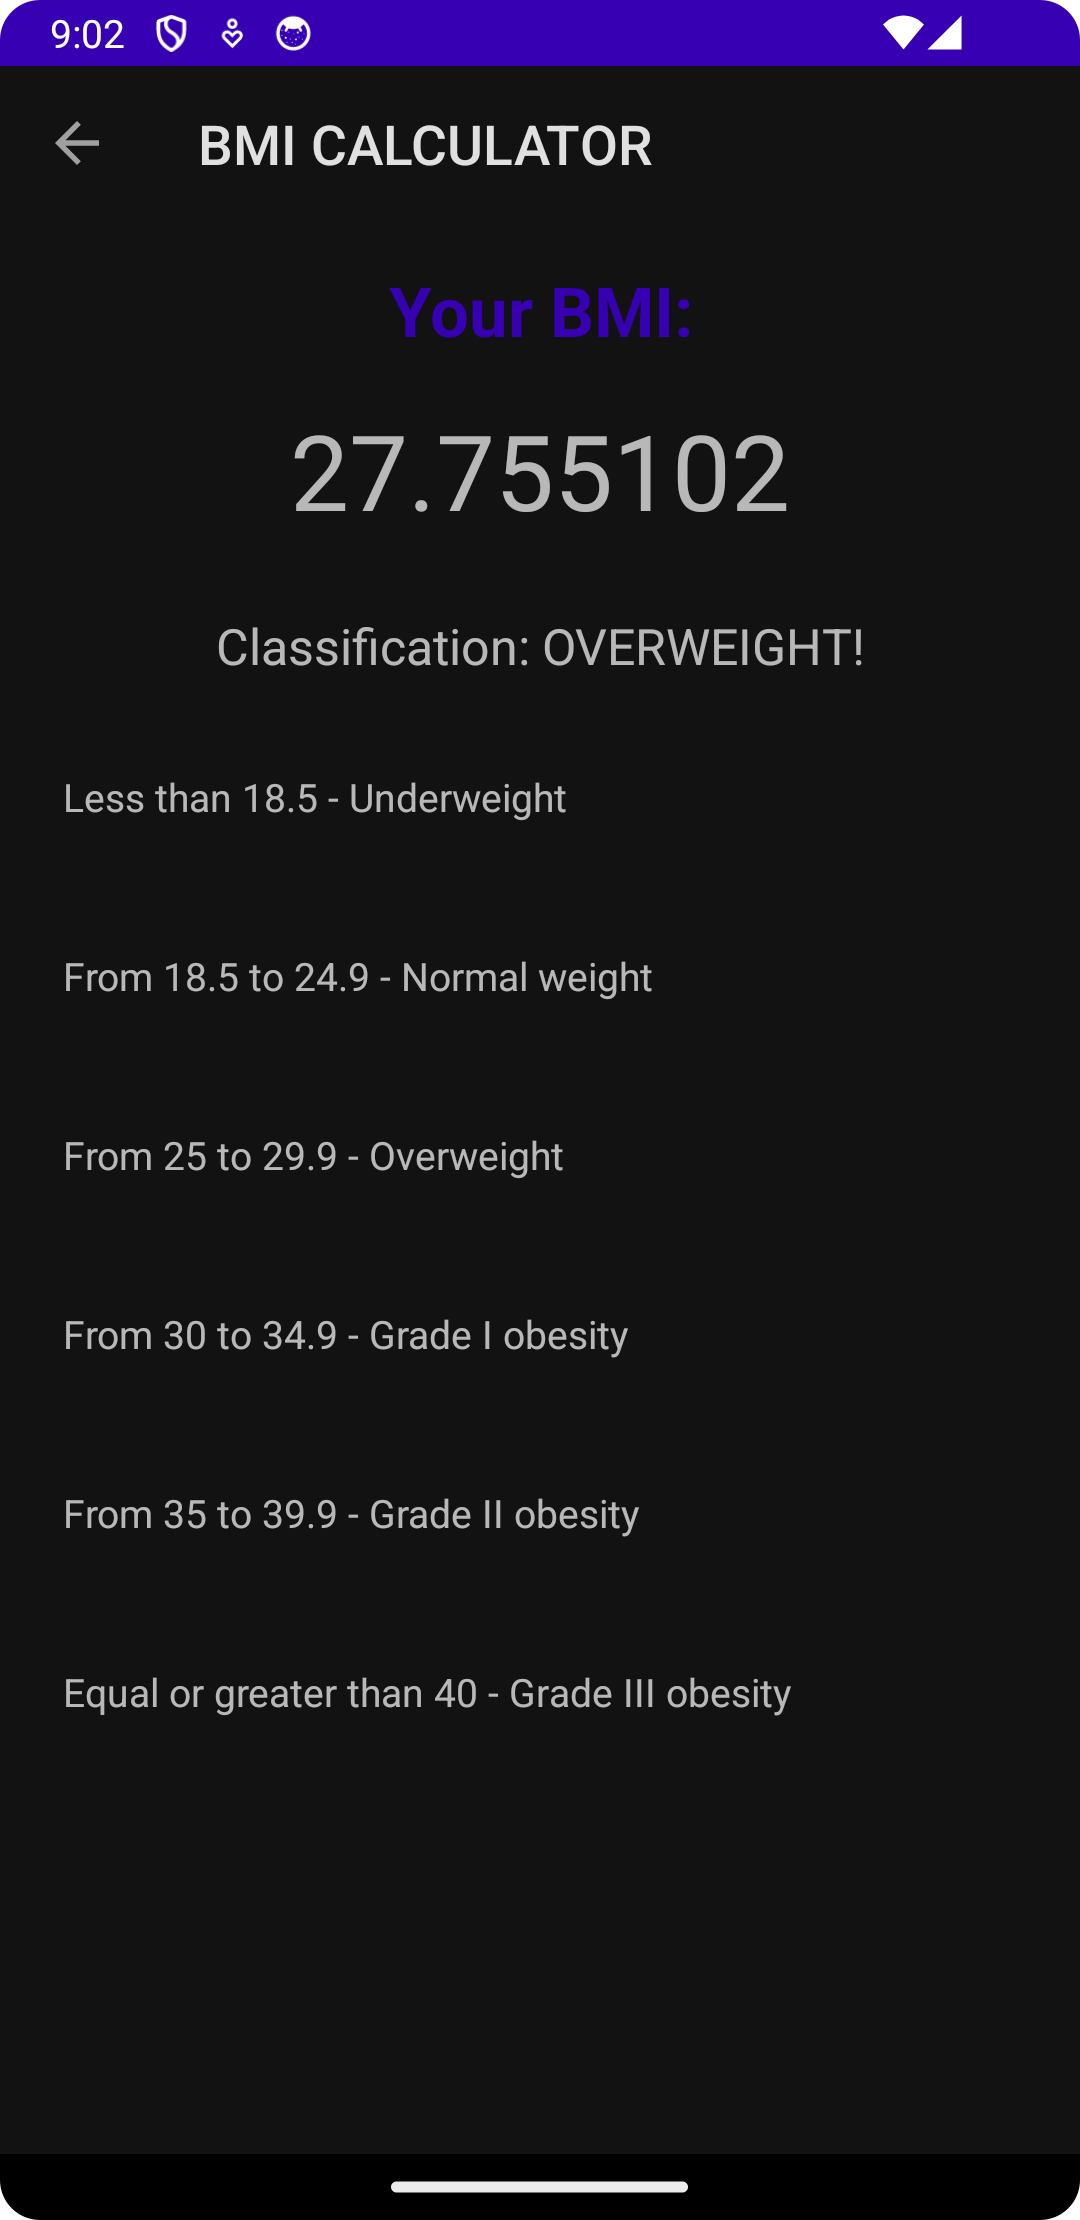 9:02
BMI CALCULATOR
Your BMI:
27.755102
Classification: OVERWEIGHT!
Less than 18.5 - Underweight
From 18.5 to 24.9 - Normal weight
From 25 to 29.9 - Overweight
From 30 to 34.9 - Grade I obesity
From 35 to 39.9 - Grade II obesity
Equal or greater than 40 - Grade III obesity